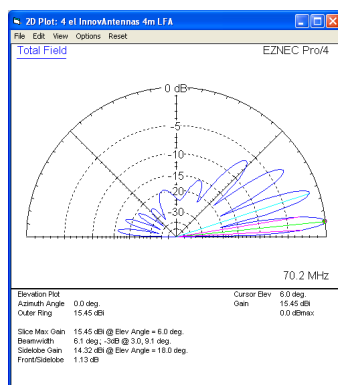 2D Plot: 4 el InnovAntennas 4m LFA
File Edit View Options Reset
Total Field
EZNEC Pro/4
0 dB
-5
-10
-15
-20
-30
70.2 MHz
Elevation Plot
Azimuth Angle 0.0 deg.
Outer Ring 15.45 dBi
Cursor Elev 6.0 deg.
Gain 15.45 dBi
0.0 dBmax
Slice Max Gain 15.45 dBi @ Elev Angle = 6.0 deg.
Beamwidth 6.1 deg.; -3dB @ 3.0, 9.1 deg.
Sidelobe Gain 14.32 dBi @ Elev Angle = 18.0 deg.
Front/Sidelobe 1.13 dB